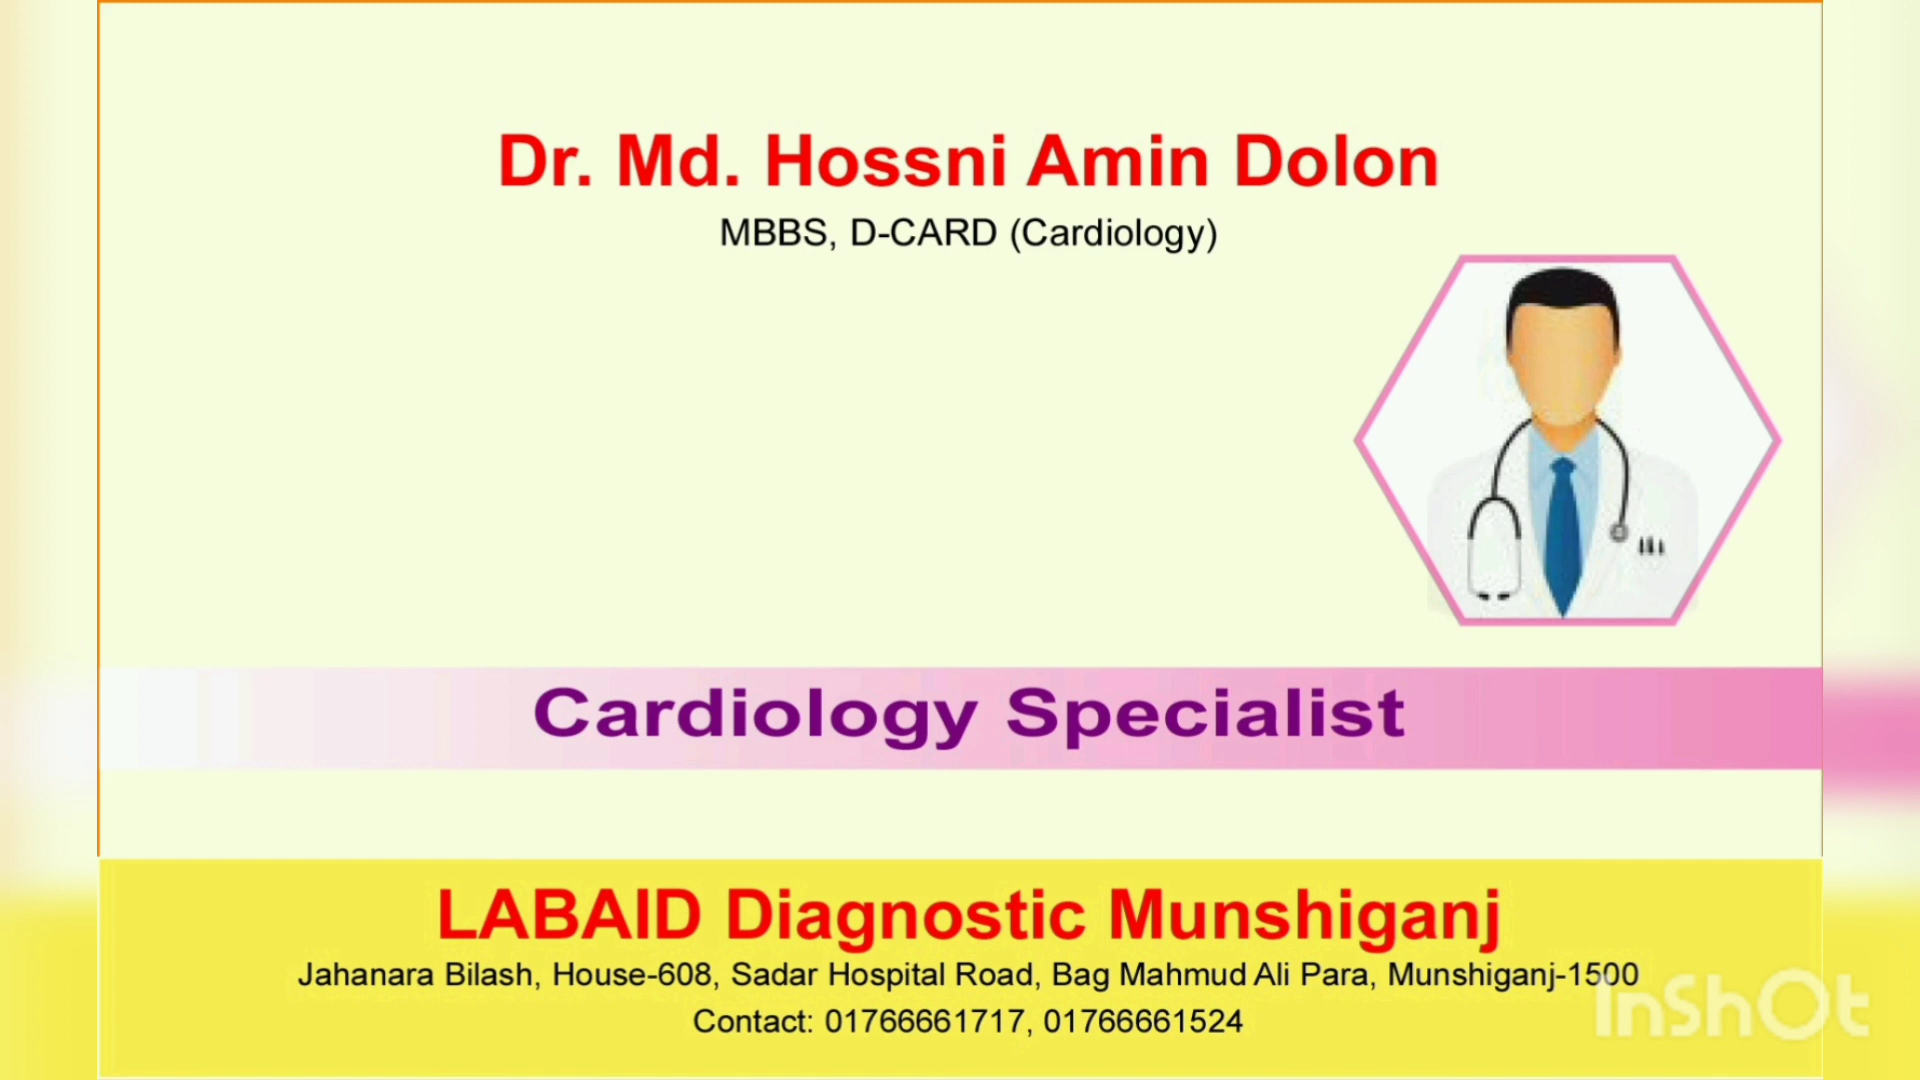 Dr. Md. Hossni Amin Dolon
MBBS, D-CARD (Cardiology)
Cardiology Specialist
LABAID Diagnostic Munshiganj
Jahanara Bilash, House-608, Sadar Hospital Road, Bag Mahmud Ali Para, Munshiganj-1500
Contact: 01766661717, 01766661524
InShOt